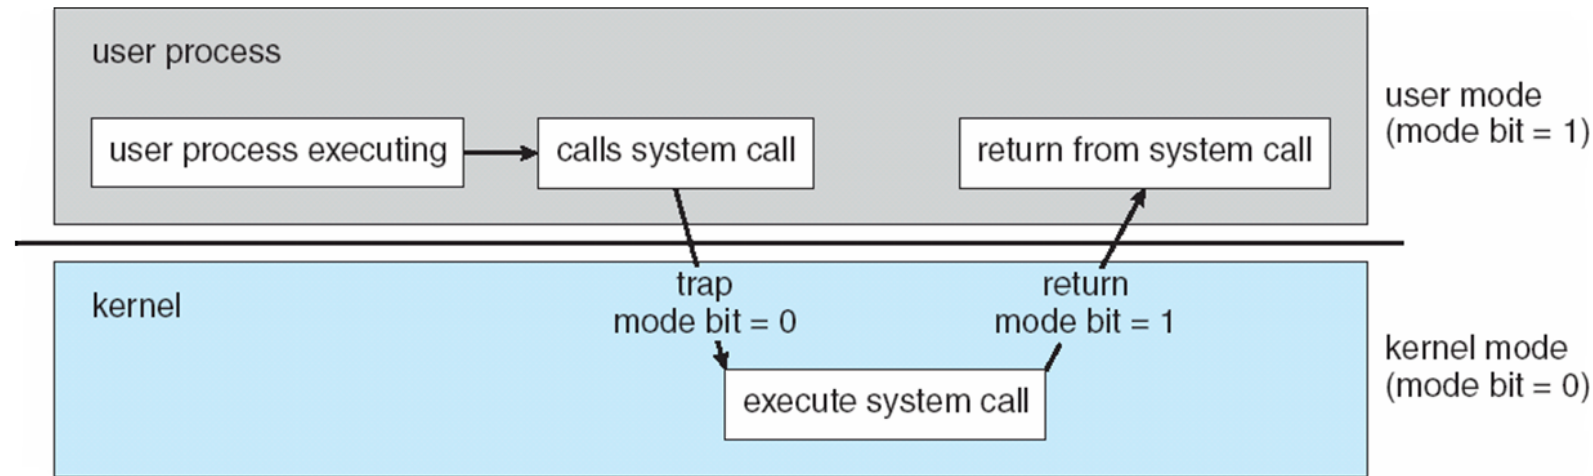 user process
user process executing
calls system call
return from system call
user mode
(mode bit = 1)
kernel
trap
mode bit = 0
return
mode bit = 1
execute system call
kernel mode
(mode bit = 0)